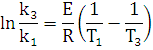 ln k₃/k₁ = E/R (1/T₁ − 1/T₃)